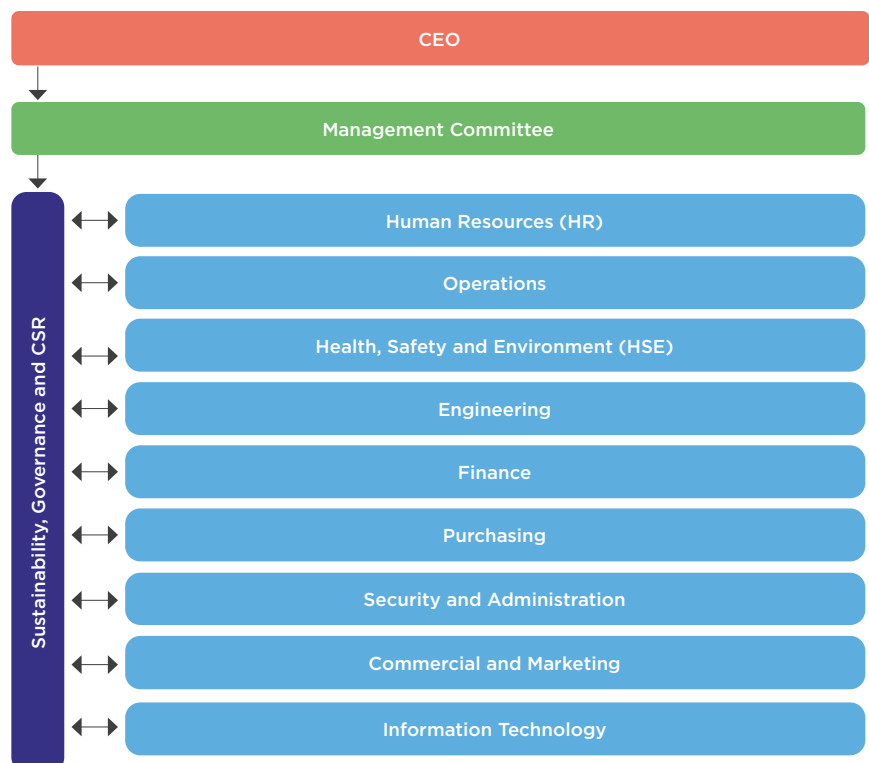 CEO
Management Committee
Sustainability, Governance and CSR
Human Resources (HR)
Operations
Health, Safety and Environment (HSE)
Engineering
Finance
Purchasing
Security and Administration
Commercial and Marketing
Information Technology